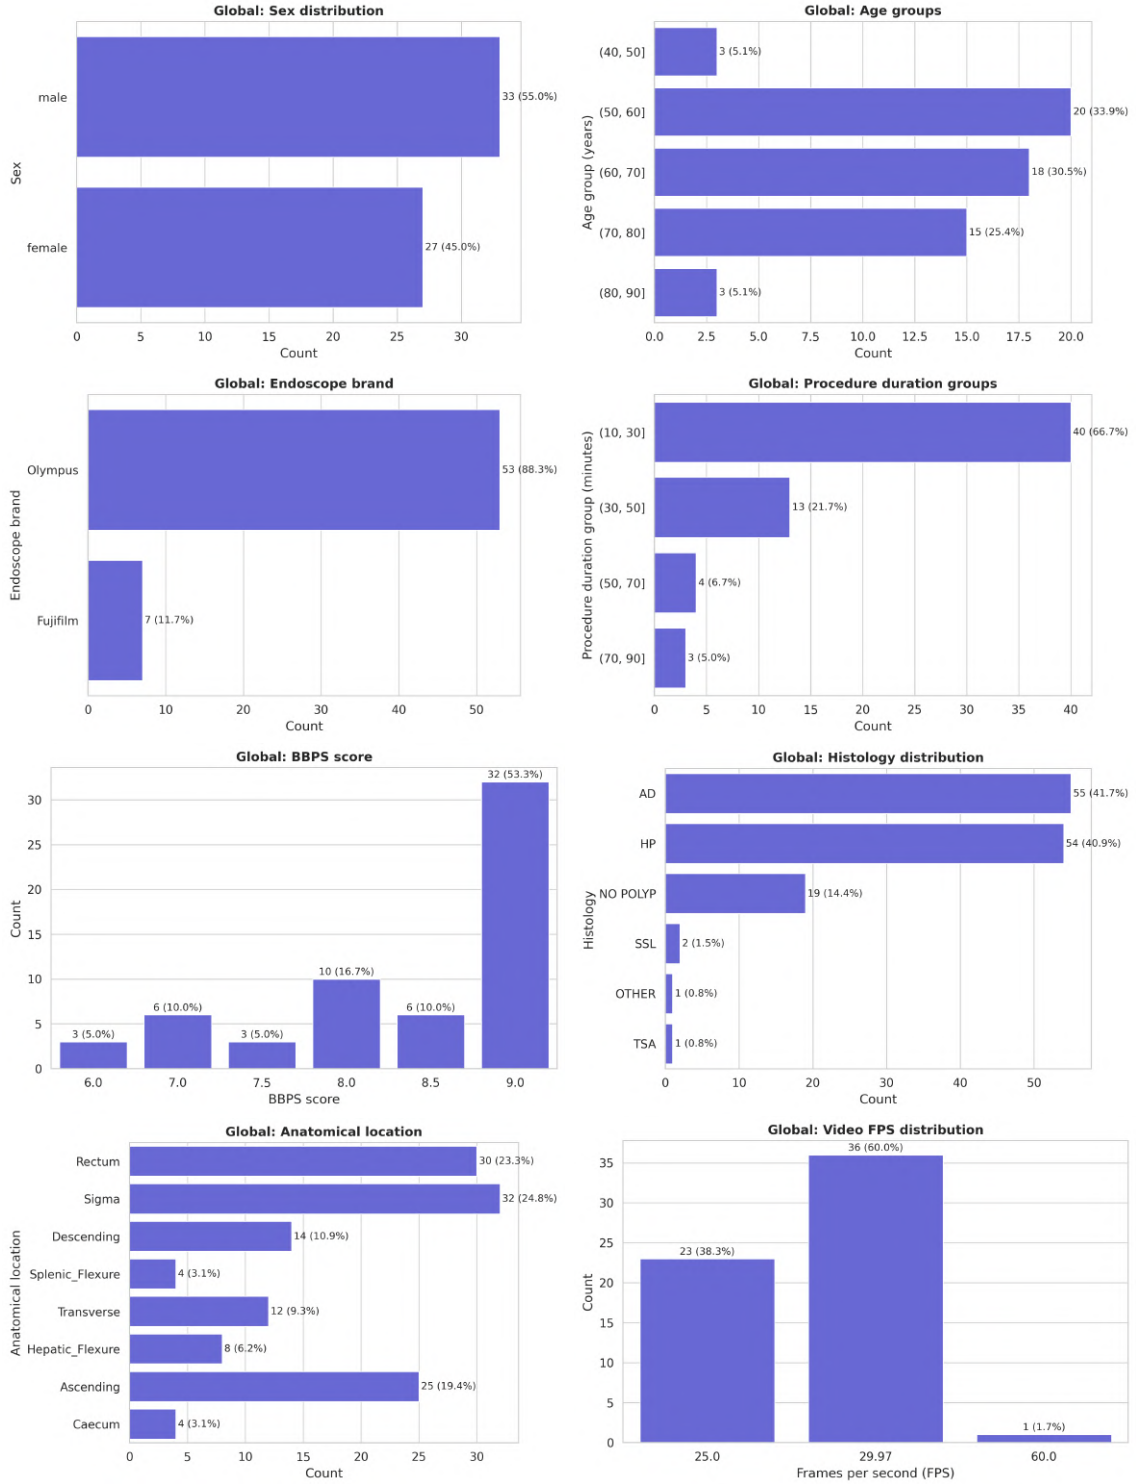 Global: Sex distribution
Sex
male
33 (55.0%)
female
27 (45.0%)
0 5 10 15 20 25 30
Count
Global: Age groups
Age group (years)
(40, 50]
3 (5.1%)
(50, 60]
20 (33.9%)
(60, 70]
18 (30.5%)
(70, 80]
15 (25.4%)
(80, 90]
3 (5.1%)
0.0 2.5 5.0 7.5 10.0 12.5 15.0 17.5 20.0
Count
Global: Endoscope brand
Endoscope brand
Olympus
53 (88.3%)
Fujifilm
7 (11.7%)
0 10 20 30 40 50
Count
Global: Procedure duration groups
Procedure duration group (minutes)
(10, 30]
40 (66.7%)
(30, 50]
13 (21.7%)
(50, 70]
4 (6.7%)
(70, 90]
3 (5.0%)
0 5 10 15 20 25 30 35 40
Count
Global: BBPS score
Count
30
25
20
15
10
5
0
3 (5.0%)
6 (10.0%)
3 (5.0%)
10 (16.7%)
6 (10.0%)
32 (53.3%)
6.0 7.0 7.5 8.0 8.5 9.0
BBPS score
Global: Histology distribution
Histology
AD
55 (41.7%)
HP
54 (40.9%)
NO POLYP
19 (14.4%)
SSL
2 (1.5%)
OTHER
1 (0.8%)
TSA
1 (0.8%)
0 10 20 30 40 50
Count
Global: Anatomical location
Anatomical location
Rectum
30 (23.3%)
Sigma
32 (24.8%)
Descending
14 (10.9%)
Splenic_Flexure
4 (3.1%)
Transverse
12 (9.3%)
Hepatic_Flexure
8 (6.2%)
Ascending
25 (19.4%)
Caecum
4 (3.1%)
0 5 10 15 20 25 30
Count
Global: Video FPS distribution
Count
35
30
25
20
15
10
5
0
23 (38.3%)
36 (60.0%)
1 (1.7%)
25.0 29.97 60.0
Frames per second (FPS)